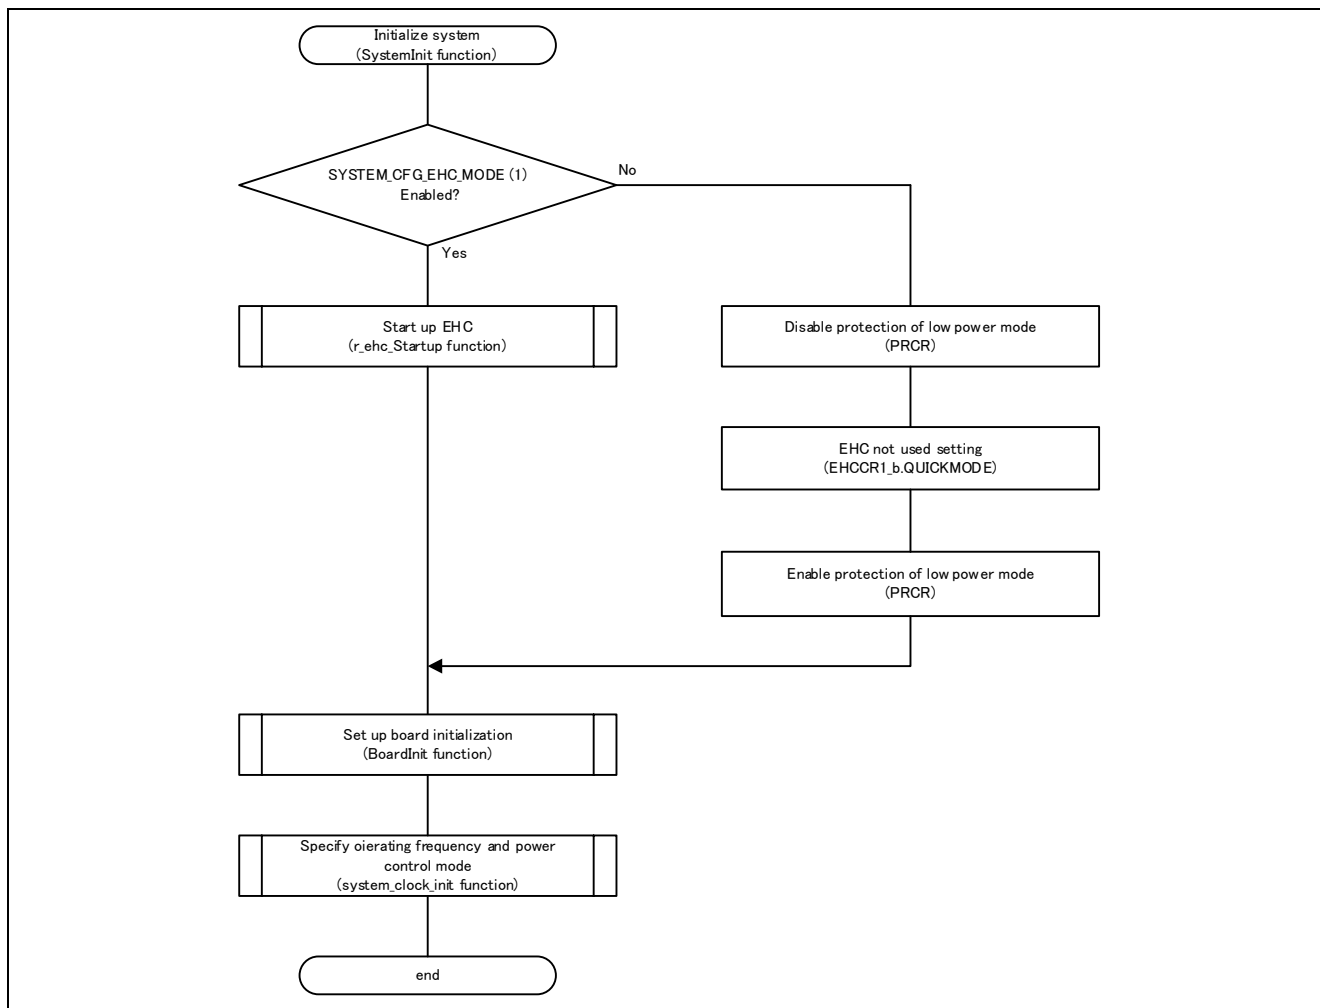 Initialize system
(SystemInit function)
SYSTEM_CFG_EHC_MODE (1)
Enabled?
No
Yes
Start up EHC
(r_ehc_Startup function)
Disable protection of low power mode
(PRCR)
EHC not used setting
(EHCCR1_b.QUICKMODE)
Enable protection of low power mode
(PRCR)
Set up board initialization
(BoardInit function)
Specify oierating frequency and power
control mode
(system_clock_init function)
end